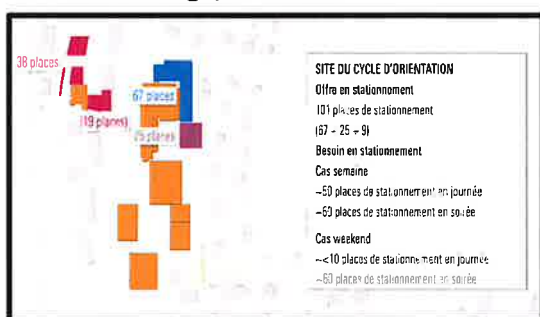 38 places
67 places
(19 places)
25 places
SITE DU CYCLE D'ORIENTATION
Offre en stationnement
101 places de stationnement
(67 + 25 + 9)
Besoin en stationnement
Cas semaine
~50 places de stationnement en journée
~60 places de stationnement en soirée
Cas weekend
~<10 places de stationnement en journée
~60 places de stationnement en soirée